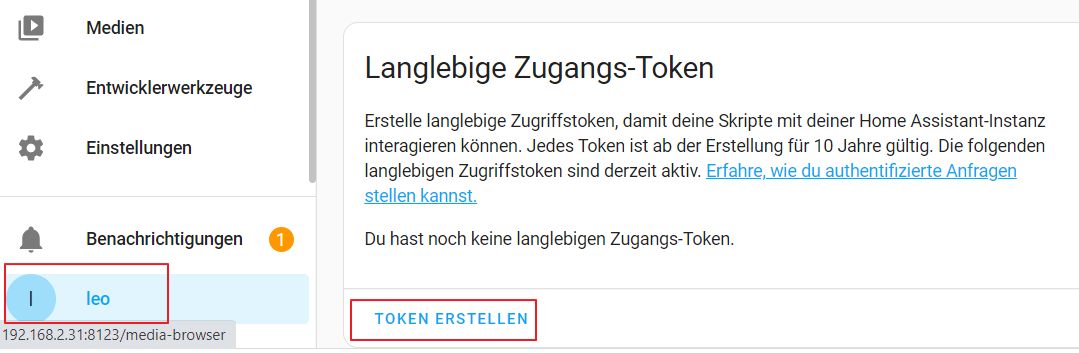 Medien
Entwicklerwerkzeuge
Einstellungen
Benachrichtigungen
1
l
leo
192.168.2.31:8123/media-browser
Langlebige Zugangs-Token
Erstelle langlebige Zugriffstoken, damit deine Skripte mit deiner Home Assistant-Instanz
interagieren können. Jedes Token ist ab der Erstellung für 10 Jahre gültig. Die folgenden
langlebigen Zugriffstoken sind derzeit aktiv. Erfahre, wie du authentifizierte Anfragen
stellen kannst.
Du hast noch keine langlebigen Zugangs-Token.
TOKEN ERSTELLEN